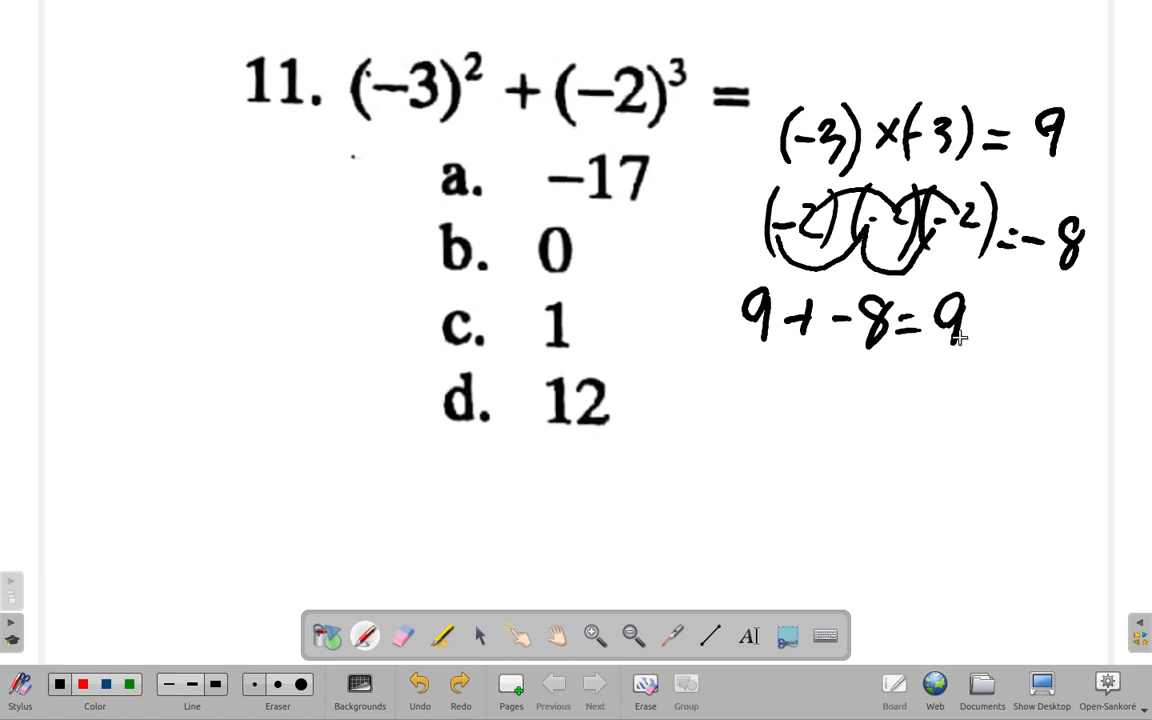 11. (−3)² + (−2)³ =
(-3) ×(-3) = 9
a. −17
(-2) (-2)(-2) = - 8
b. 0
9 + - 8 = 9
c. 1
d. 12
Stylus Color Line Eraser Backgrounds Undo Redo Pages Previous Next Erase Group Board Web Documents Show Desktop Open-Sankoré